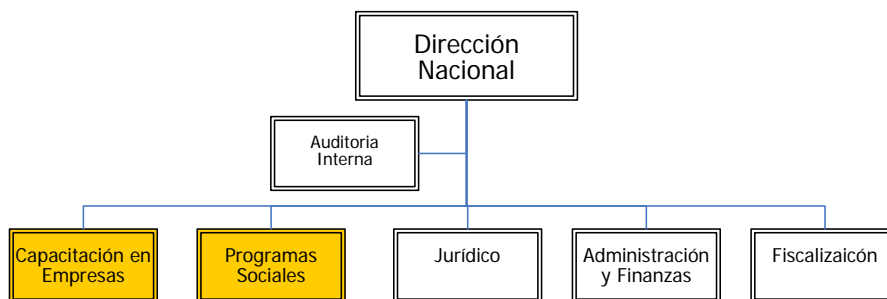 Dirección
Nacional
Auditoria
Interna
Capacitación en
Empresas
Programas
Sociales
Jurídico
Administración
y Finanzas
Fiscalizaicón